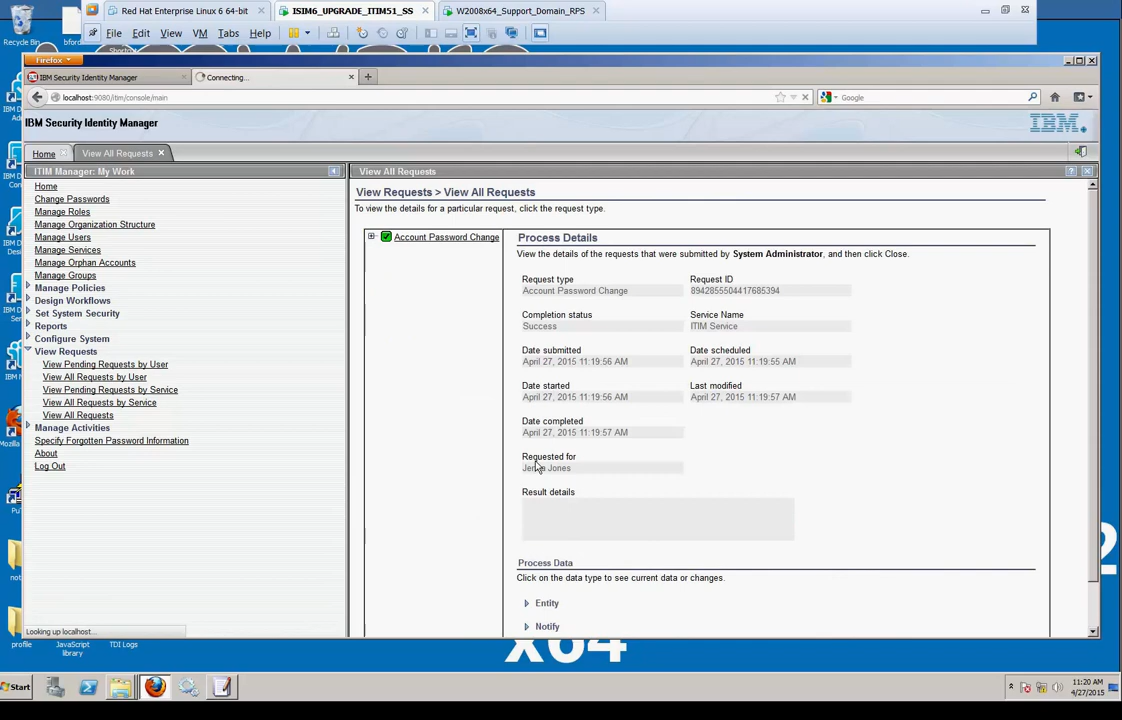 Recycle Bin
bford
Red Hat Enterprise Linux 6 64-bit
ISIM6_UPGRADE_ITIM51_SS
W2008x64_Support_Domain_RPS
File Edit View VM Tabs Help
Firefox
IBM Security Identity Manager
Connecting...
localhost:9080/itim/console/main
Google
IBM Security Identity Manager
IBM.
Home
View All Requests
ITIM Manager: My Work
Home
Change Passwords
Manage Roles
Manage Organization Structure
Manage Users
Manage Services
Manage Orphan Accounts
Manage Groups
Manage Policies
Design Workflows
Set System Security
Reports
Configure System
View Requests
View Pending Requests by User
View All Requests by User
View Pending Requests by Service
View All Requests by Service
View All Requests
Manage Activities
Specify Forgotten Password Information
About
Log Out
View All Requests
View Requests > View All Requests
To view the details for a particular request, click the request type.
Account Password Change
Process Details
View the details of the requests that were submitted by System Administrator, and then click Close.
Request type Request ID
Account Password Change 8942855504417685394
Completion status Service Name
Success ITIM Service
Date submitted Date scheduled
April 27, 2015 11:19:56 AM April 27, 2015 11:19:55 AM
Date started Last modified
April 27, 2015 11:19:56 AM April 27, 2015 11:19:57 AM
Date completed
April 27, 2015 11:19:57 AM
Requested for
Jones
Result details
Process Data
Click on the data type to see current data or changes.
Entity
Notify
Looking up localhost...
profile
JavaScript library
TDI Logs
x64
2
Start
11:20 AM
4/27/2015